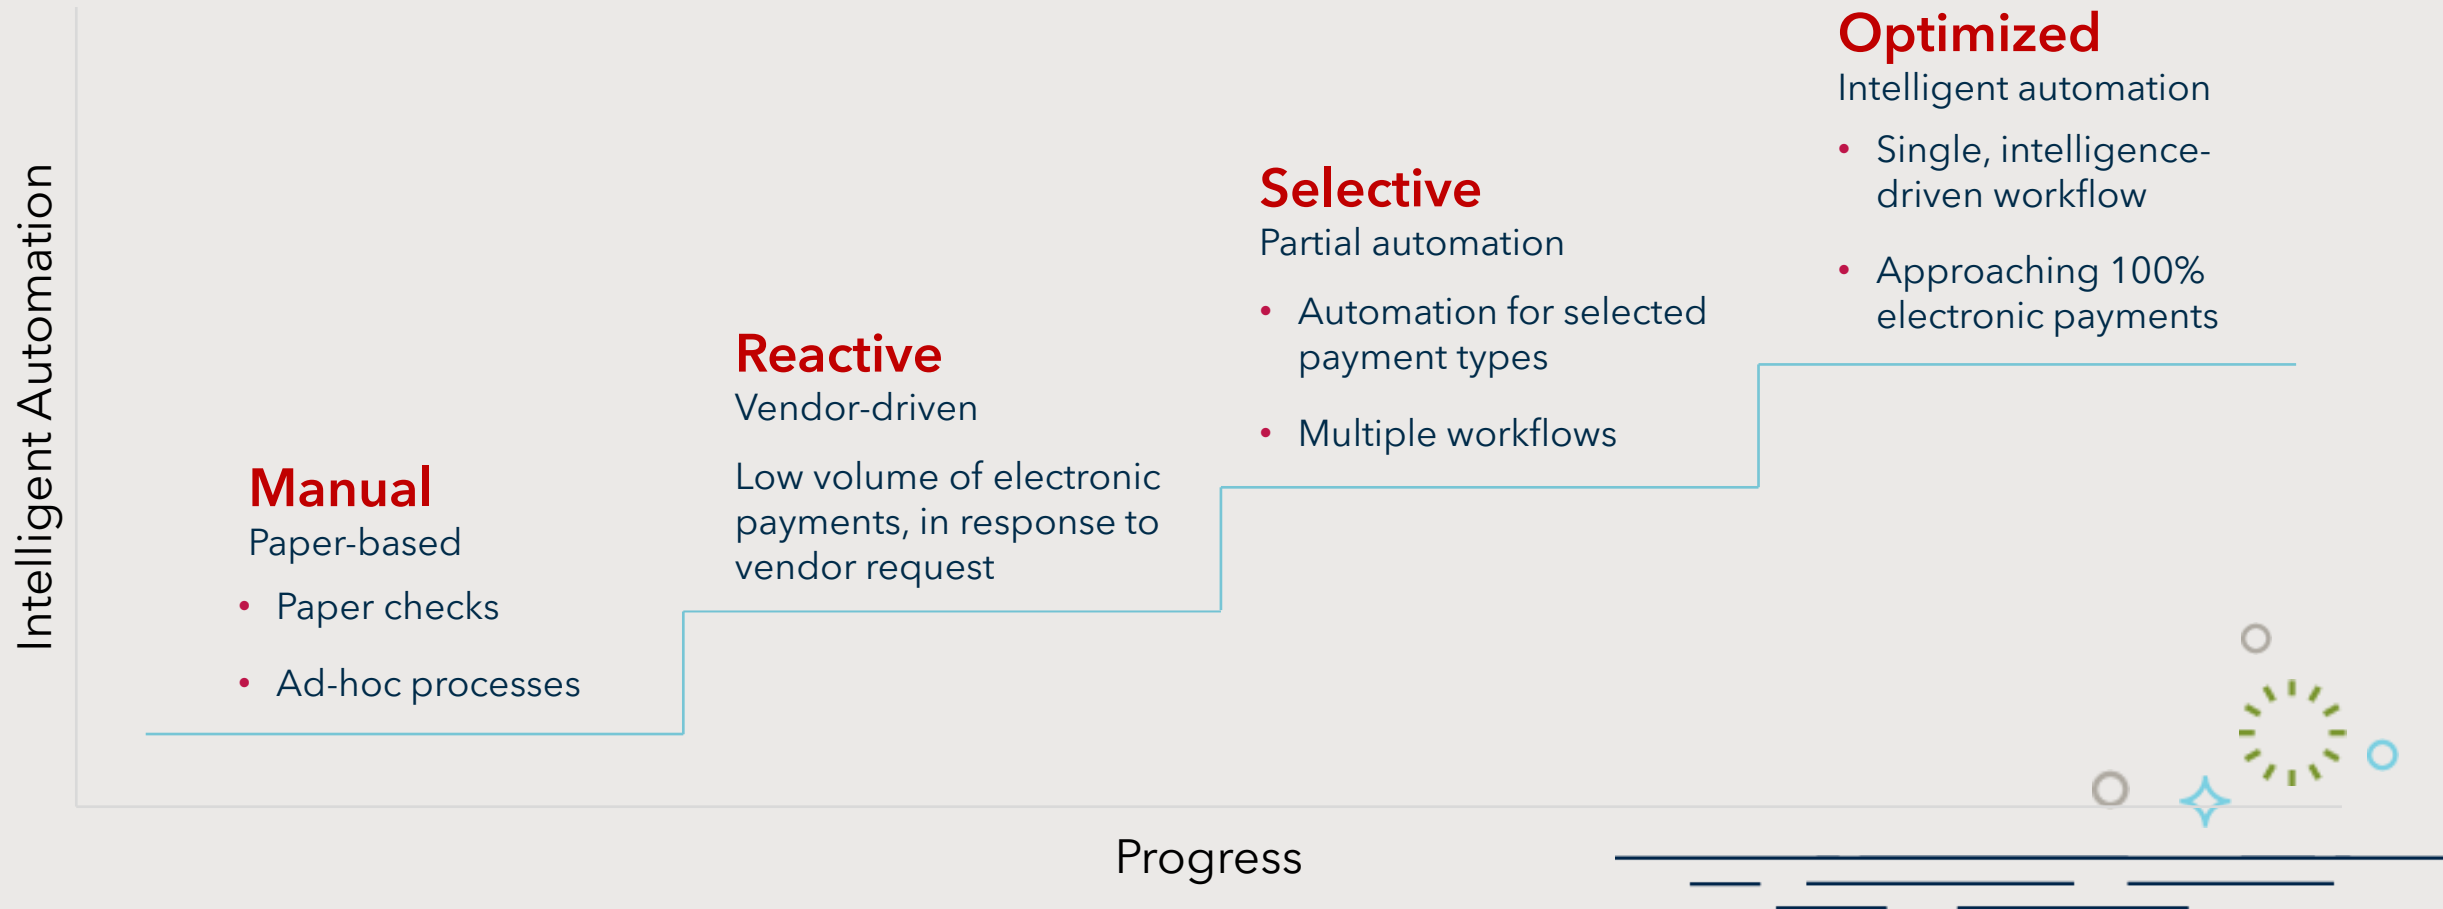 Intelligent Automation
Manual
Paper-based
• Paper checks
• Ad-hoc processes
Reactive
Vendor-driven
Low volume of electronic
payments, in response to
vendor request
Selective
Partial automation
• Automation for selected
payment types
• Multiple workflows
Optimized
Intelligent automation
• Single, intelligence-
driven workflow
• Approaching 100%
electronic payments
Progress